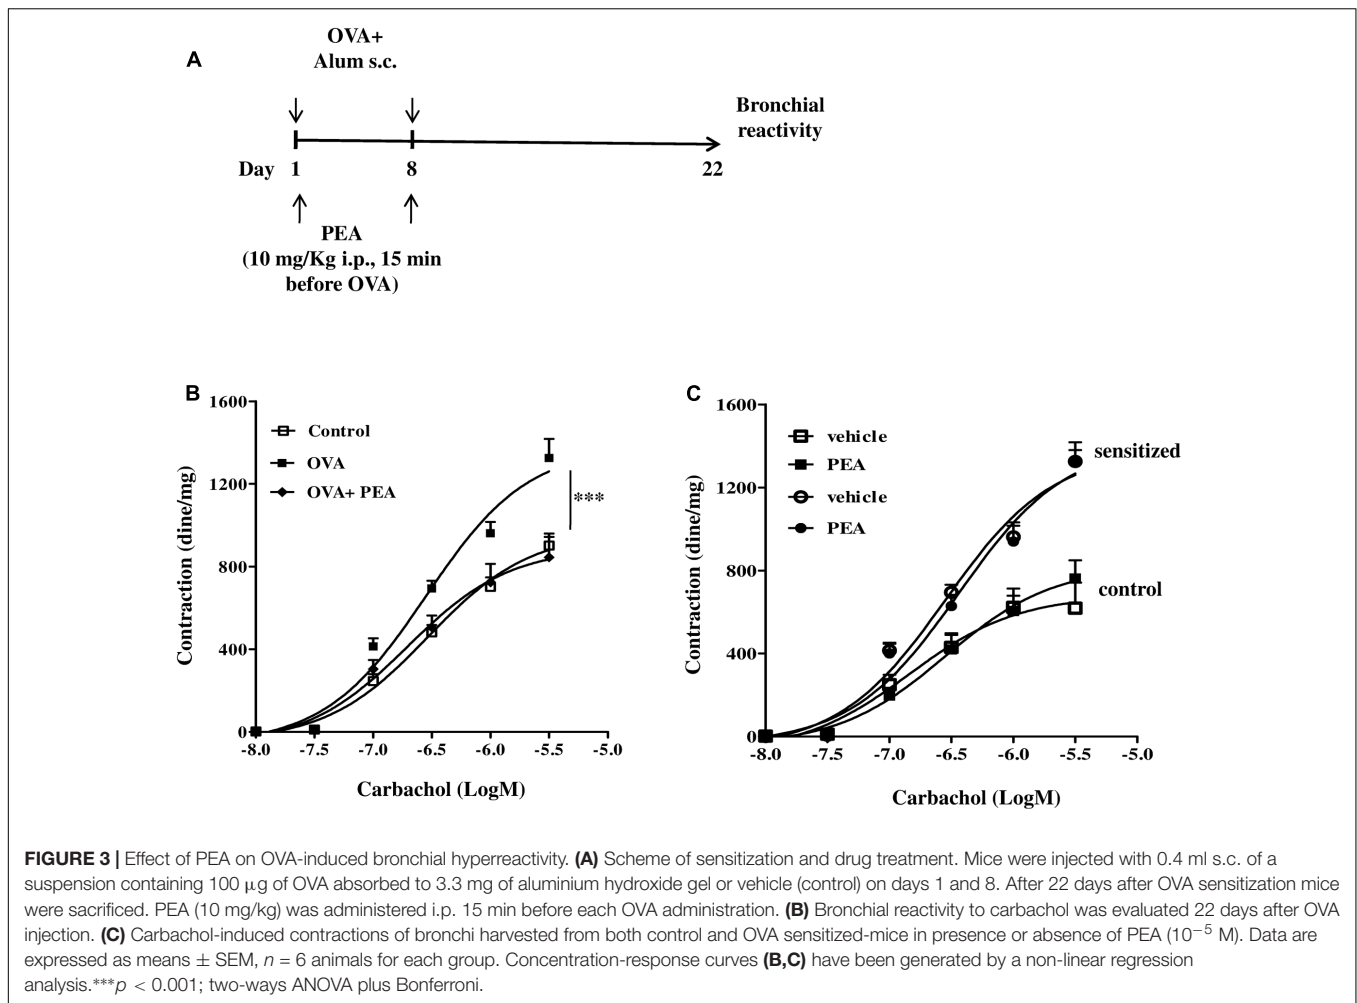 A
OVA+
Alum s.c.
Bronchial
reactivity
Day 1 8 22
PEA
(10 mg/Kg i.p., 15 min
before OVA)
B
1600
1200
800
400
0
Contraction (dine/mg)
Control
OVA
OVA+ PEA
***
-8.0 -7.5 -7.0 -6.5 -6.0 -5.5 -5.0
Carbachol (LogM)
C
1600
1200
800
400
0
Contraction (dine/mg)
vehicle
PEA
vehicle
PEA
sensitized
control
-8.0 -7.5 -7.0 -6.5 -6.0 -5.5 -5.0
Carbachol (LogM)
FIGURE 3 | Effect of PEA on OVA-induced bronchial hyperreactivity. (A) Scheme of sensitization and drug treatment. Mice were injected with 0.4 ml s.c. of a
suspension containing 100 μg of OVA absorbed to 3.3 mg of aluminium hydroxide gel or vehicle (control) on days 1 and 8. After 22 days after OVA sensitization mice
were sacrificed. PEA (10 mg/kg) was administered i.p. 15 min before each OVA administration. (B) Bronchial reactivity to carbachol was evaluated 22 days after OVA
injection. (C) Carbachol-induced contractions of bronchi harvested from both control and OVA sensitized-mice in presence or absence of PEA (10⁻⁵ M). Data are
expressed as means ± SEM, n = 6 animals for each group. Concentration-response curves (B,C) have been generated by a non-linear regression
analysis.***p < 0.001; two-ways ANOVA plus Bonferroni.